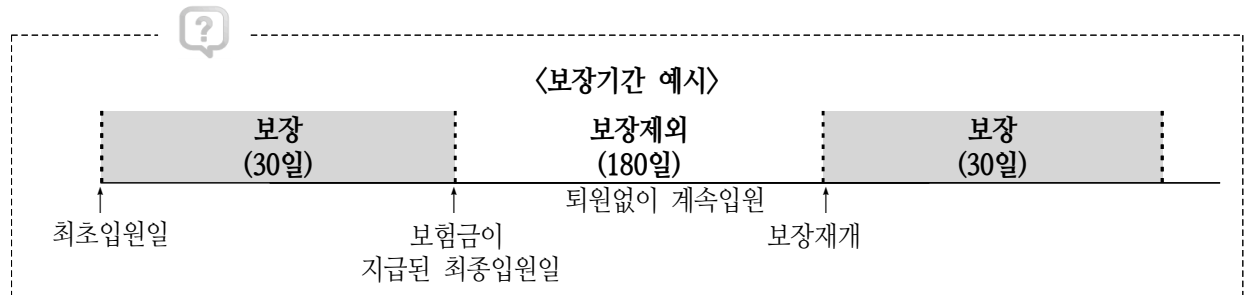 ?
〈보장기간 예시〉
보장 보장제외 보장
(30일) (180일) (30일)
퇴원없이 계속입원
최초입원일 보험금이 보장재개
지급된 최종입원일